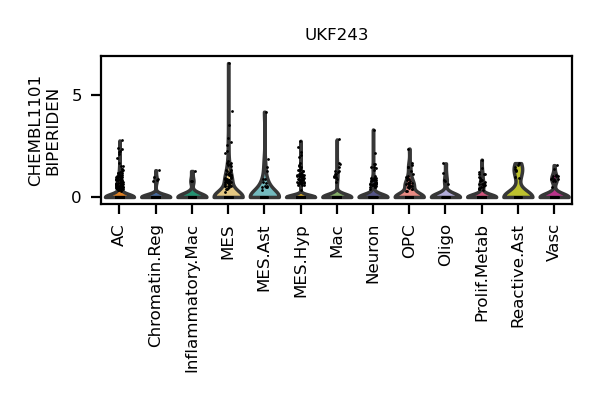 UKF243
CHEMBL1101
BIPERIDEN
5
0
AC
Chromatin.Reg
Inflammatory.Mac
MES
MES.Ast
MES.Hyp
Mac
Neuron
OPC
Oligo
Prolif.Metab
Reactive.Ast
Vasc